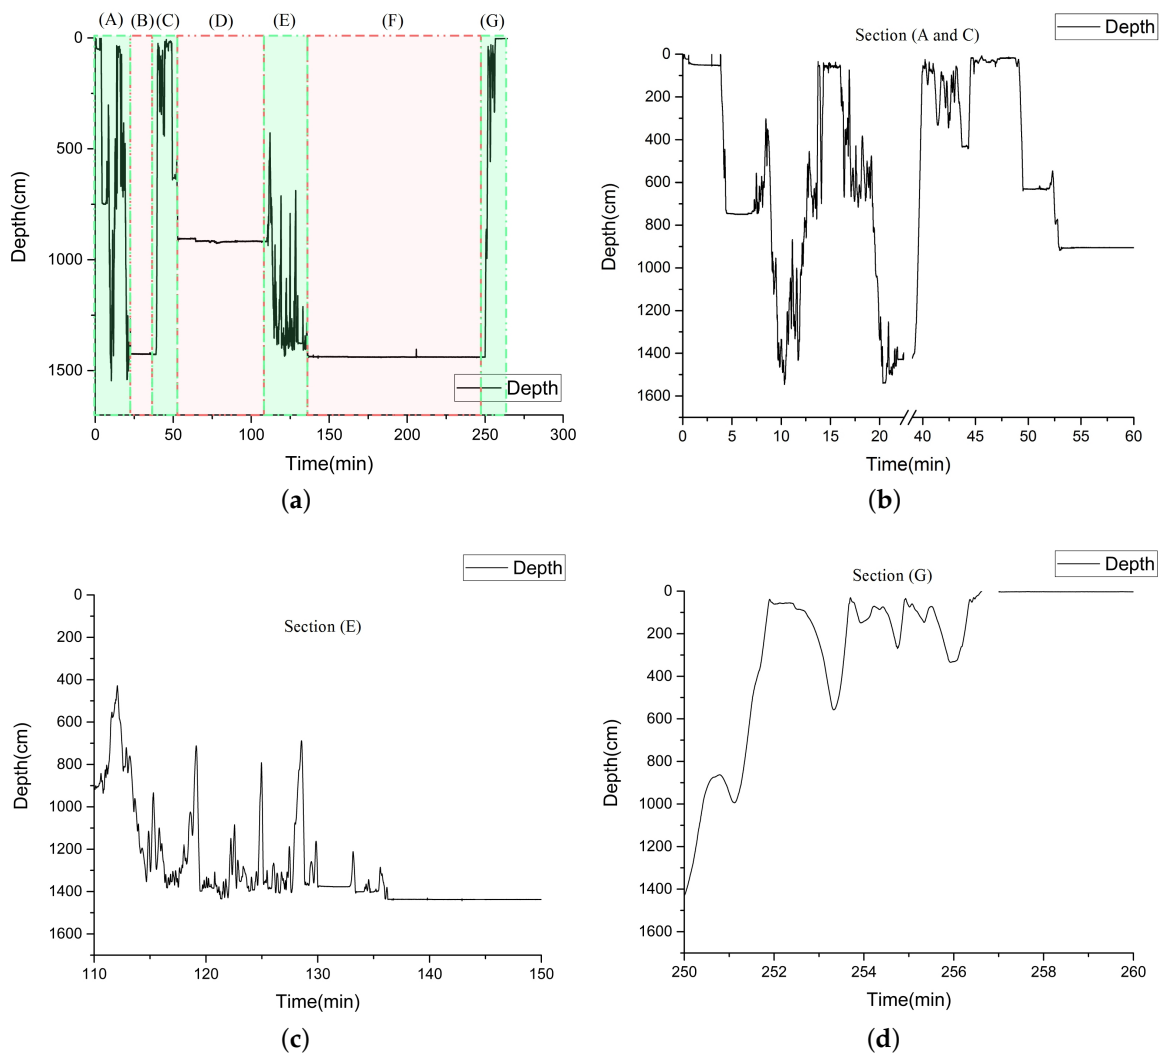 (A) (B) (C) (D) (E) (F) (G)
0
500
1000
1500
Depth(cm)
Depth
0 50 100 150 200 250 300
Time(min)
(a)
Depth
Section (A and C)
0
200
400
600
800
1000
1200
1400
1600
Depth(cm)
0 5 10 15 20 40 45 50 55 60
Time(min)
(b)
Depth
Section (E)
0
200
400
600
800
1000
1200
1400
1600
Depth(cm)
110 120 130 140 150
Time(min)
(c)
Depth
Section (G)
0
200
400
600
800
1000
1200
1400
1600
Depth(cm)
250 252 254 256 258 260
Time(min)
(d)